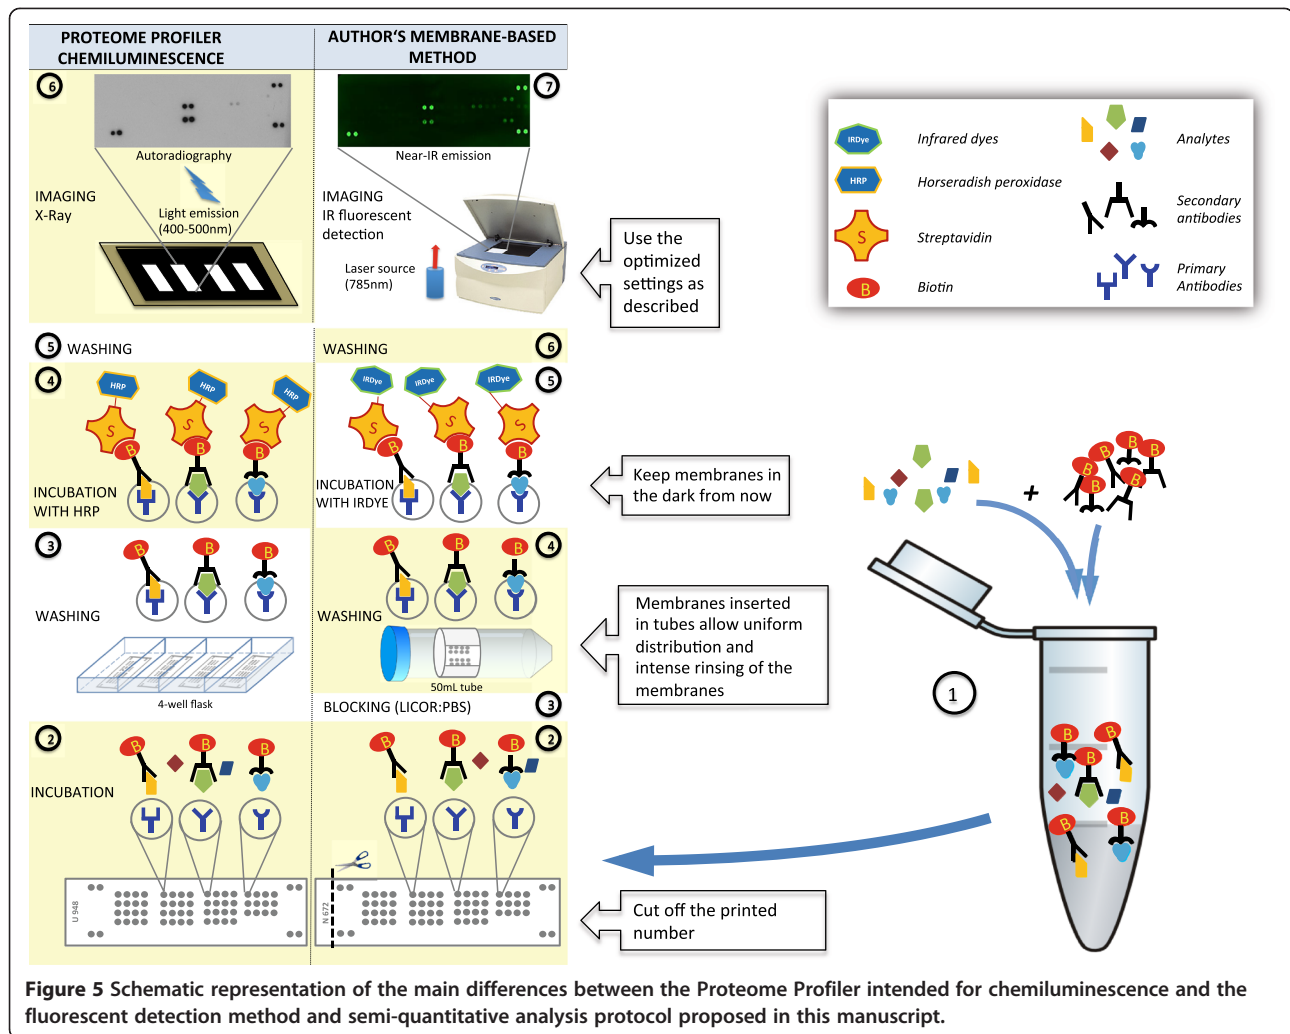 PROTEOME PROFILER
CHEMILUMINESCENCE
AUTHOR'S MEMBRANE-BASED
METHOD
6
Autoradiography
IMAGING
X-Ray
Light emission
(400-500nm)
7
Near-IR emission
IMAGING
IR fluorescent
detection
Laser source
(785nm)
Use the
optimized
settings as
described
5 WASHING
WASHING 6
4
HRP
HRP
HRP
S
S
S
B
B
B
INCUBATION
WITH HRP
5
IRDye
IRDye
IRDye
S
S
S
B
B
B
INCUBATION
WITH IRDYE
Keep membranes in
the dark from now
3
B
B
B
WASHING
4-well flask
4
B
B
B
WASHING
50mL tube
Membranes inserted
in tubes allow uniform
distribution and
intense rinsing of the
membranes
BLOCKING (LICOR:PBS) 3
2
B
B
B
INCUBATION
U 948
2
B
B
B
N 672
Cut off the printed
number
IRDye Infrared dyes
HRP Horseradish peroxidase
S Streptavidin
B Biotin
Analytes
Secondary
antibodies
Primary
Antibodies
+
B
B
B
B
B
1
B
B
B
B
B
Figure 5 Schematic representation of the main differences between the Proteome Profiler intended for chemiluminescence and the
fluorescent detection method and semi-quantitative analysis protocol proposed in this manuscript.